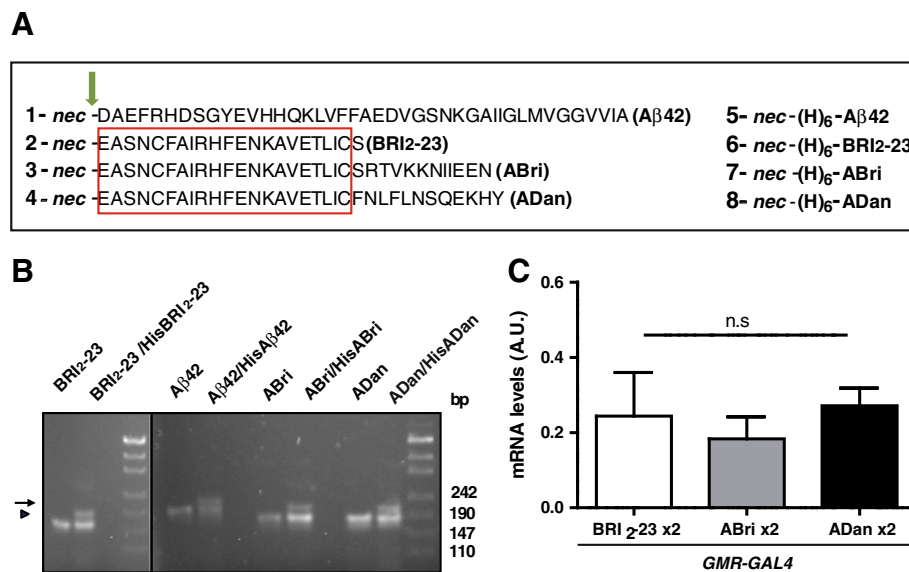 A
1- nec -DAEFRHDSGYEVHHQKLVFFAEDVGSNKGAIIGLMVGGVVIA (Aβ42)
2- nec -EASNCFAIRHFENKAVETLICS(BRI2-23)
3- nec -EASNCFAIRHFENKAVETLICSRTVKKNIIEEN (ABri)
4- nec -EASNCFAIRHFENKAVETLICFNLFLNSQEKHY (ADan)
5- nec-(H)6-Aβ42
6- nec-(H)6-BRI2-23
7- nec -(H)6-ABri
8- nec-(H)6-ADan
B
BRI2-23
BRI2-23 /HisBRI2-23
Aβ42
Aβ42/HisAβ42
ABri
ABri/HisABri
ADan
ADan/HisADan
bp
242
190
147
110
C
mRNA levels (A.U.)
0.6
0.4
0.2
0.0
n.s
BRI 2-23 x2
ABri x2
ADan x2
GMR-GAL4